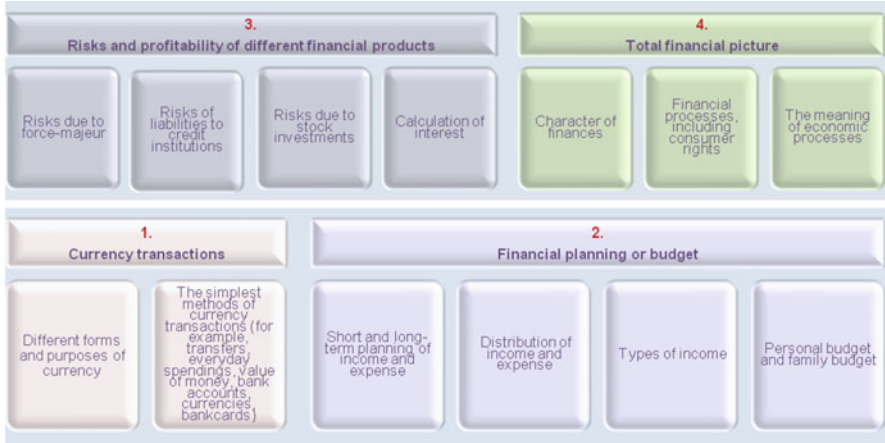 3.
Risks and profitability of different financial products
Risks due to
force-majeur
Risks of
liabilities to
credit
institutions
Risks due to
stock
investments
Calculation of
interest
4.
Total financial picture
Character of
finances
Financial
processes,
including
consumer
rights
The meaning
of economic
processes
1.
Currency transactions
Different forms
and purposes of
currency
The simplest
methods of
currency
transactions (for
example,
transfers,
everyday
spendings, value
of money, bank
accounts,
currencies,
bankcards)
2.
Financial planning or budget
Short and long-
term planning of
income and
expense
Distribution of
income and
expense
Types of income
Personal budget
and family budget